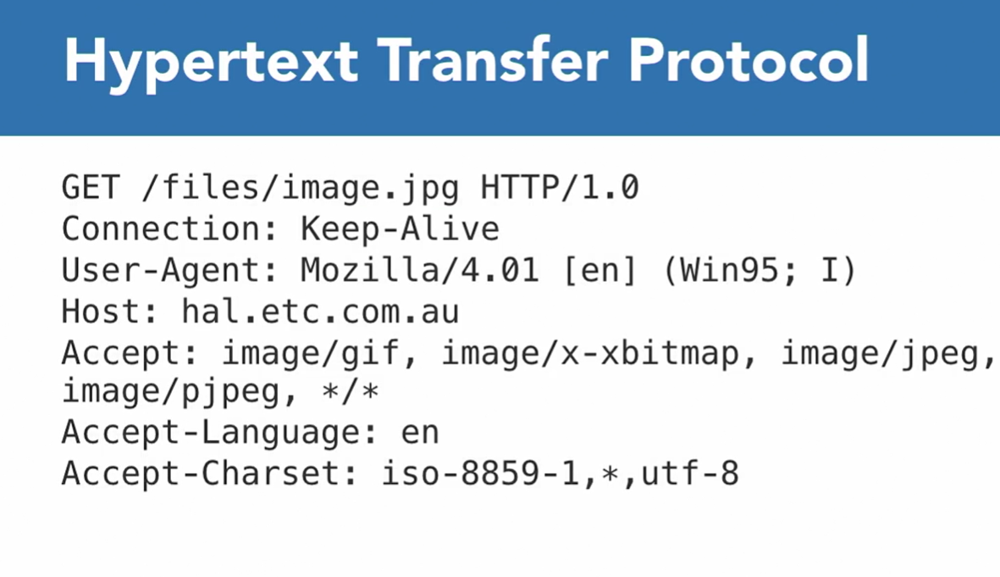 Hypertext Transfer Protocol
GET /files/image.jpg HTTP/1.0
Connection: Keep-Alive
User-Agent: Mozilla/4.01 [en] (Win95; I)
Host: hal.etc.com.au
Accept: image/gif, image/x-xbitmap, image/jpeg,
image/pjpeg, */*
Accept-Language: en
Accept-Charset: iso-8859-1,*,utf-8